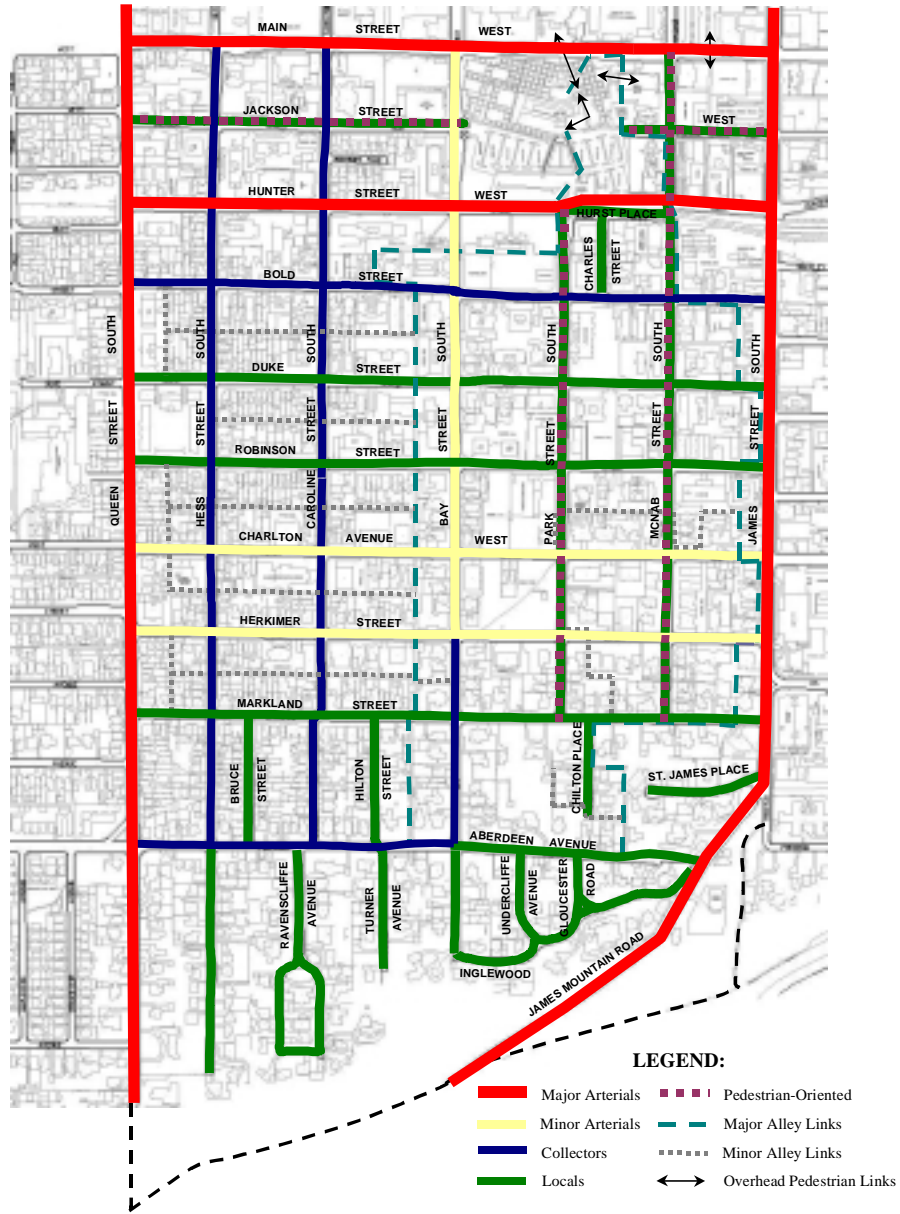 MAIN STREET WEST
JACKSON STREET WEST
HUNTER STREET WEST
HURST PLACE
CHARLES STREET
BOLD STREET
QUEEN STREET SOUTH
HESS STREET SOUTH
CAROLINE STREET SOUTH
BAY STREET SOUTH
PARK STREET SOUTH
MCNAB STREET SOUTH
JAMES STREET SOUTH
DUKE STREET
ROBINSON STREET
CHARLTON AVENUE WEST
HERKIMER STREET
MARKLAND STREET
BRUCE STREET
HILTON STREET
CHILTON PLACE
ST. JAMES PLACE
ABERDEEN AVENUE
RAVENSCLIFFE AVENUE
TURNER AVENUE
UNDERCLIFFE AVENUE
GLOUCESTER ROAD
INGLEWOOD
JAMES MOUNTAIN ROAD
LEGEND:
Major Arterials
Minor Arterials
Collectors
Locals
Pedestrian-Oriented
Major Alley Links
Minor Alley Links
Overhead Pedestrian Links